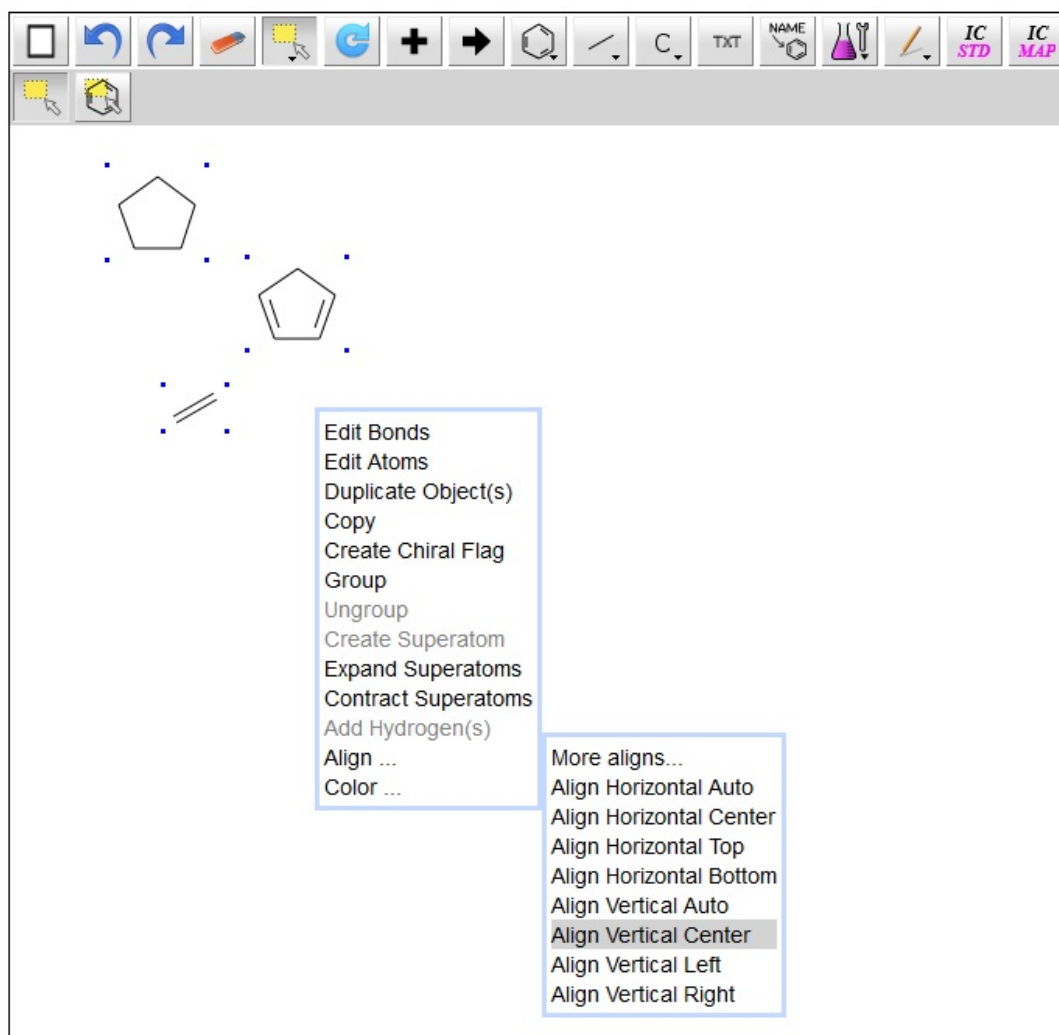 C
TXT
NAME
IC
STD
IC
MAP
Edit Bonds
Edit Atoms
Duplicate Object(s)
Copy
Create Chiral Flag
Group
Ungroup
Create Superatom
Expand Superatoms
Contract Superatoms
Add Hydrogen(s)
Align ...
Color ...
More aligns...
Align Horizontal Auto
Align Horizontal Center
Align Horizontal Top
Align Horizontal Bottom
Align Vertical Auto
Align Vertical Center
Align Vertical Left
Align Vertical Right